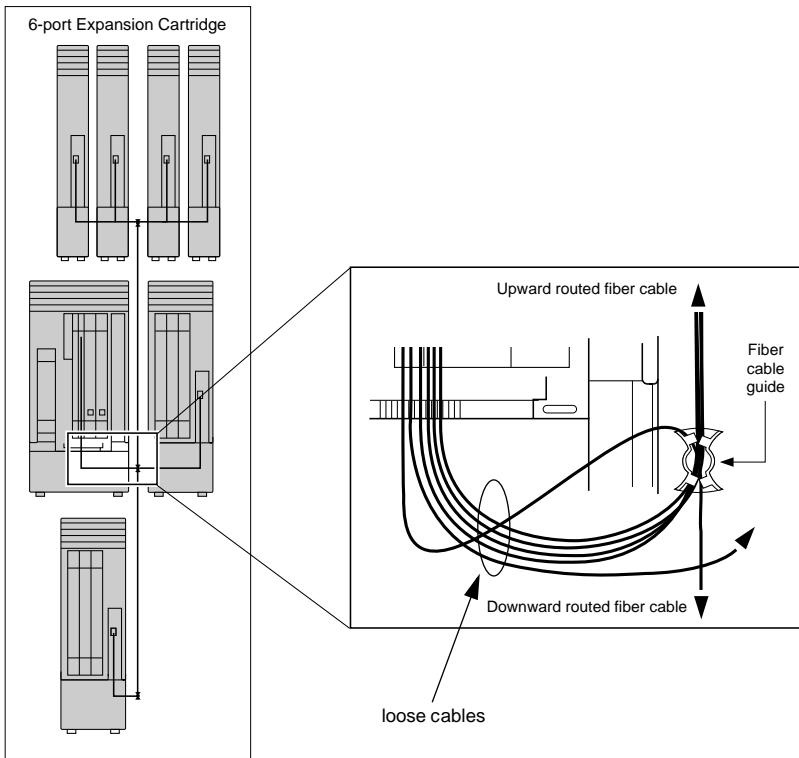 6-port Expansion Cartridge
Upward routed fiber cable
Fiber
cable
guide
Downward routed fiber cable
loose cables